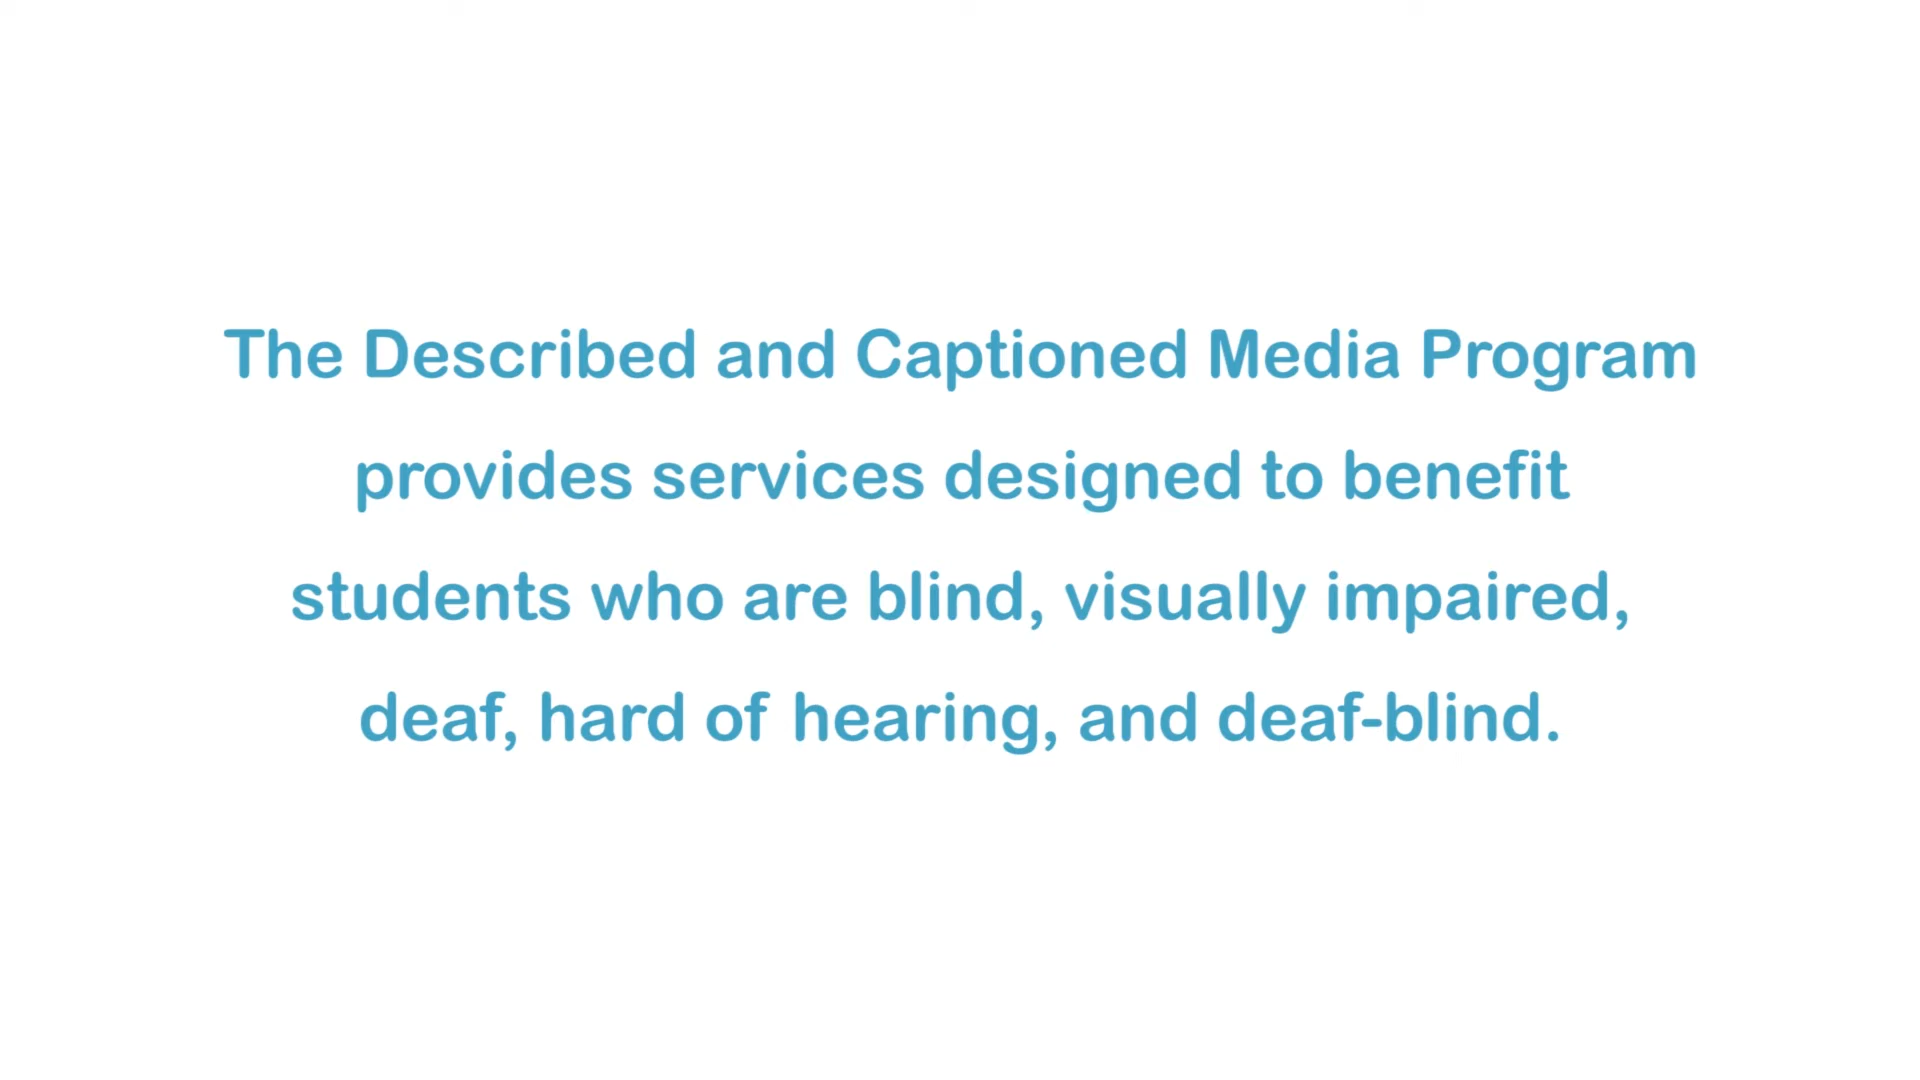 The Described and Captioned Media Program
provides services designed to benefit
students who are blind, visually impaired,
deaf, hard of hearing, and deaf-blind.